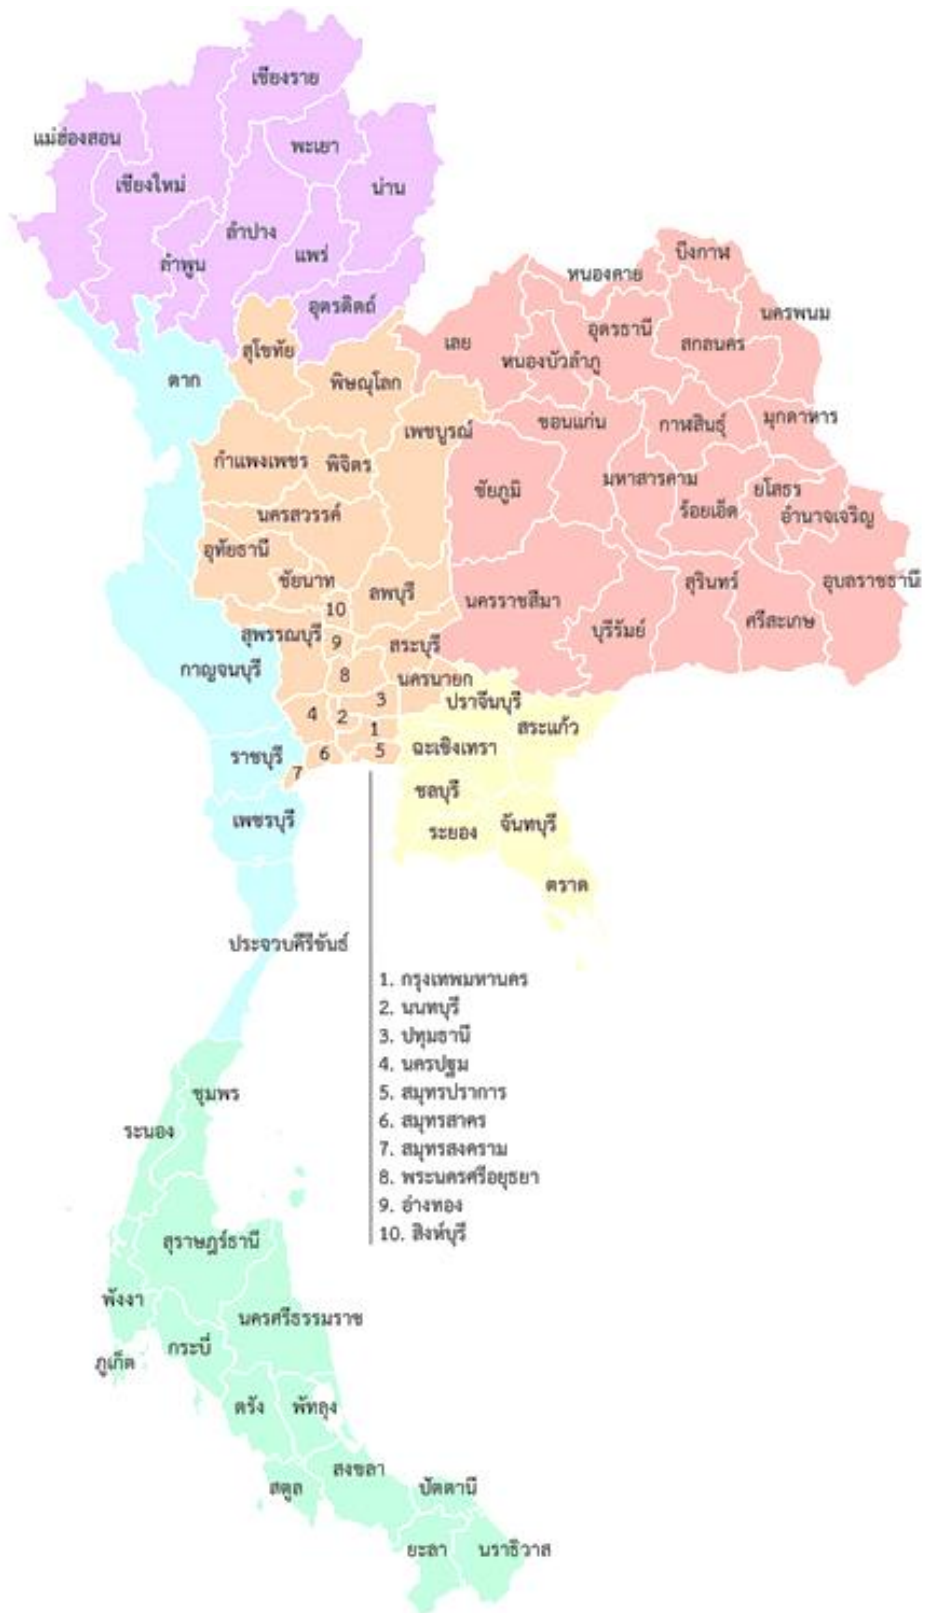 เชียงราย
แม่ฮ่องสอน
พะเยา
เชียงใหม่
น่าน
ลำปาง
แพร่
ลำพูน
อุตรดิตถ์
บึงกาฬ
หนองคาย
นครพนม
อุดรธานี
สกลนคร
เลย
หนองบัวลำภู
สุโขทัย
ตาก
พิษณุโลก
เพชบูรณ์
ขอนแก่น
กาฬสินธุ์
มุกดาหาร
กำแพงเพชร
พิจิตร
ชัยภูมิ
มหาสารคาม
ยโสธร
ร้อยเอ็ด
อำนาจเจริญ
นครสวรรค์
อุทัยธานี
ชัยนาท
ลพบุรี
นครราชสีมา
สุรินทร์
อุบลราชธานี
ศรีสะเกษ
บุรีรัมย์
10
สุพรรณบุรี
9
สระบุรี
กาญจนบุรี
8
นครนายก
ปราจีนบุรี
3
4
2
1
สระแก้ว
ราชบุรี
6
5
ฉะเชิงเทรา
7
ชลบุรี
เพชรบุรี
ระยอง
จันทบุรี
ตราด
ประจวบคีรีขันธ์
1. กรุงเทพมหานคร
2. นนทบุรี
3. ปทุมธานี
4. นครปฐม
5. สมุทรปราการ
6. สมุทรสาคร
7. สมุทรสงคราม
8. พระนครศรีอยุธยา
9. อ่างทอง
10. สิงห์บุรี
ชุมพร
ระนอง
สุราษฎร์ธานี
พังงา
นครศรีธรรมราช
กระบี่
ภูเก็ต
ตรัง
พัทลุง
สงขลา
สตูล
ปัตตานี
ยะลา
นราธิวาส